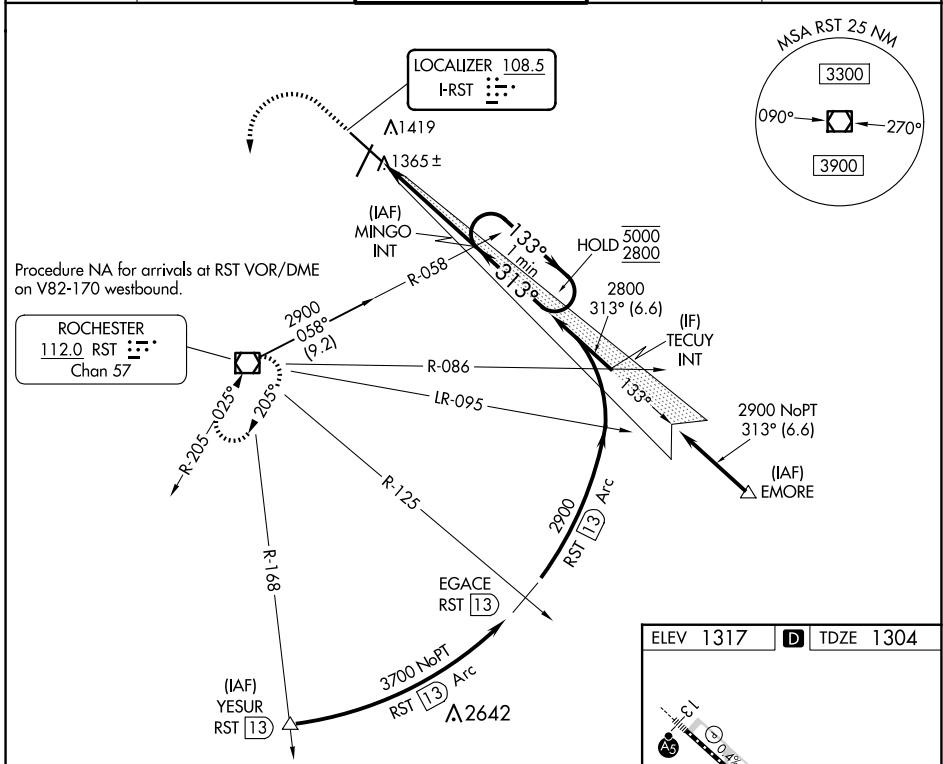 MSA RST 25 NM
3300
090°
270°
3900
LOCALIZER 108.5
I-RST
1419
1365 ±
(IAF)
MINGO
INT
133°
1 min
313°
HOLD 5000
2800
2800
313° (6.6)
(IF)
TECUY
INT
Procedure NA for arrivals at RST VOR/DME
on V82-170 westbound.
ROCHESTER
112.0 RST
Chan 57
2900
058°
(9.2)
R-058
R-086
LR-095
133°
2900 NoPT
313° (6.6)
(IAF)
EMORE
R-205
025°
205°
R-125
R-168
2900
RST 13 Arc
EGACE
RST 13
3700 NoPT
RST 13 Arc
(IAF)
YESUR
RST 13
2642
ELEV 1317 D TDZE 1304
13
A5
P
0.4%